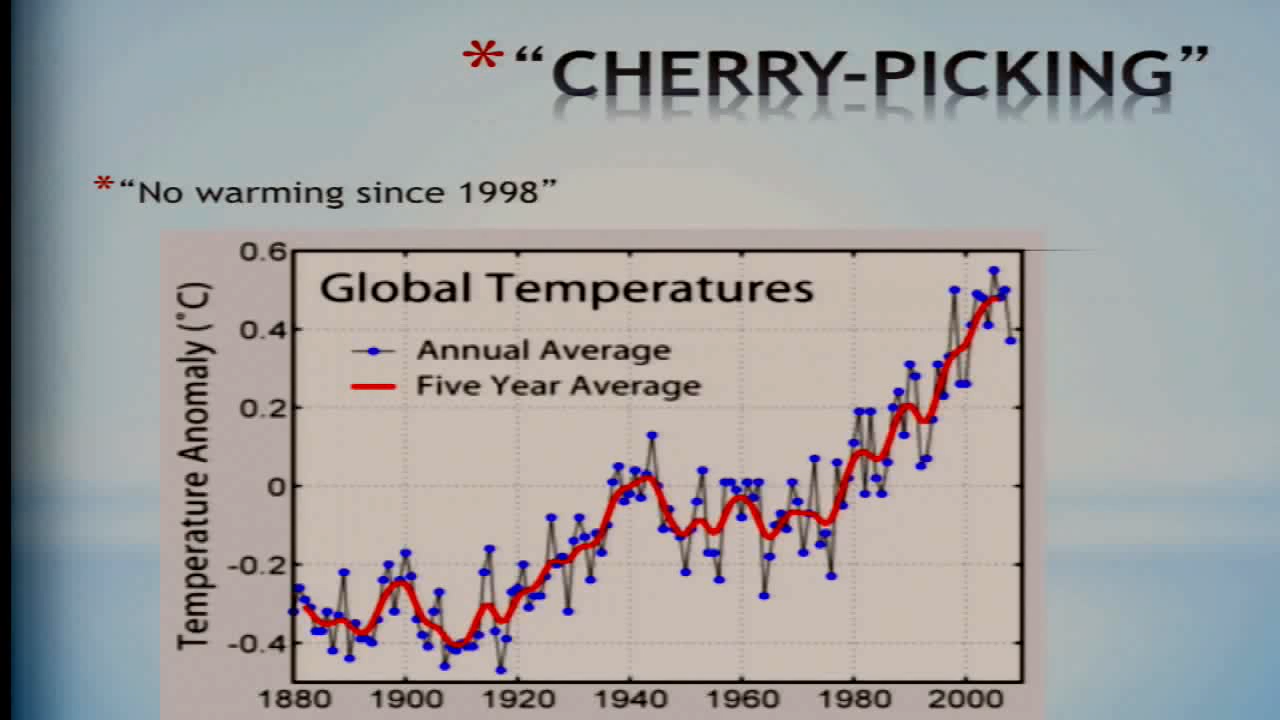 *“CHERRY-PICKING”
*“No warming since 1998”
Global Temperatures
Annual Average
Five Year Average
Temperature Anomaly (°C)
0.6
0.4
0.2
0
-0.2
-0.4
1880 1900 1920 1940 1960 1980 2000